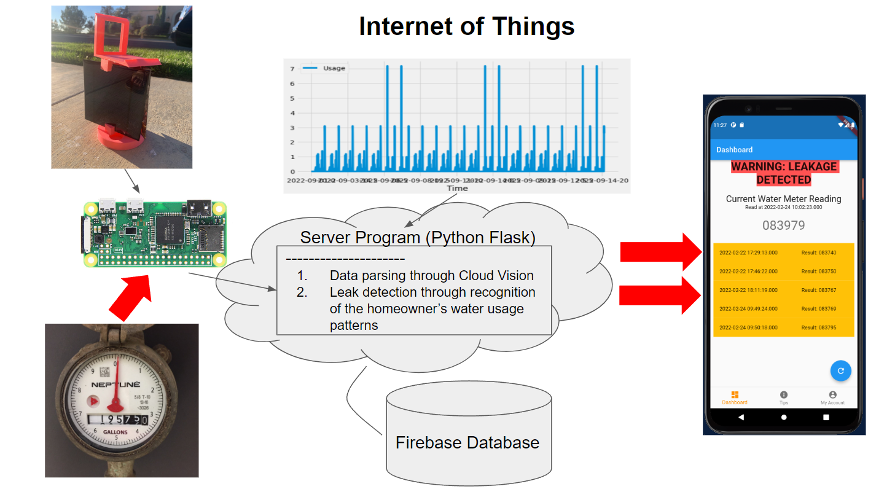 Internet of Things
Usage
7
6
5
4
3
2
1
0
Time
Server Program (Python Flask)
----------------------
1. Data parsing through Cloud Vision
2. Leak detection through recognition
of the homeowner's water usage
patterns
Firebase Database
NEPTUNE
GALLONS
11:27
Dashboard
WARNING: LEAKAGE
DETECTED
Current Water Meter Reading
Read at 2022-02-24 10:02:23.000
083979
2022-02-22 17:29:33.000 Result: 083743
2022-02-22 17:46:22.000 Result: 083750
2022-02-22 18:11:19.000 Result: 083767
2022-02-24 09:49:24.000 Result: 083769
2022-02-24 09:50:18.000 Result: 083795
Dashboard Tips My Account